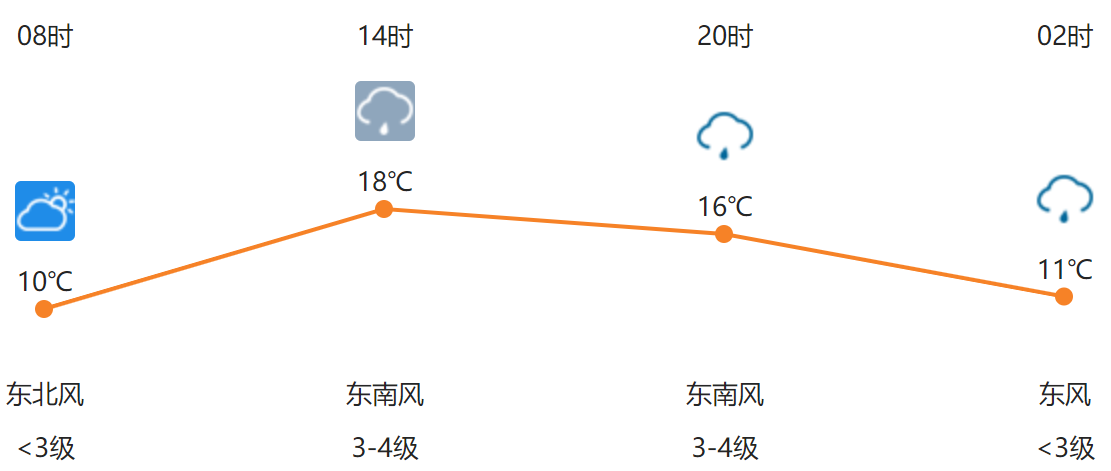 08时 14时 20时 02时
18℃
16℃
11℃
10℃
东北风 东南风 东南风 东风
<3级 3-4级 3-4级 <3级